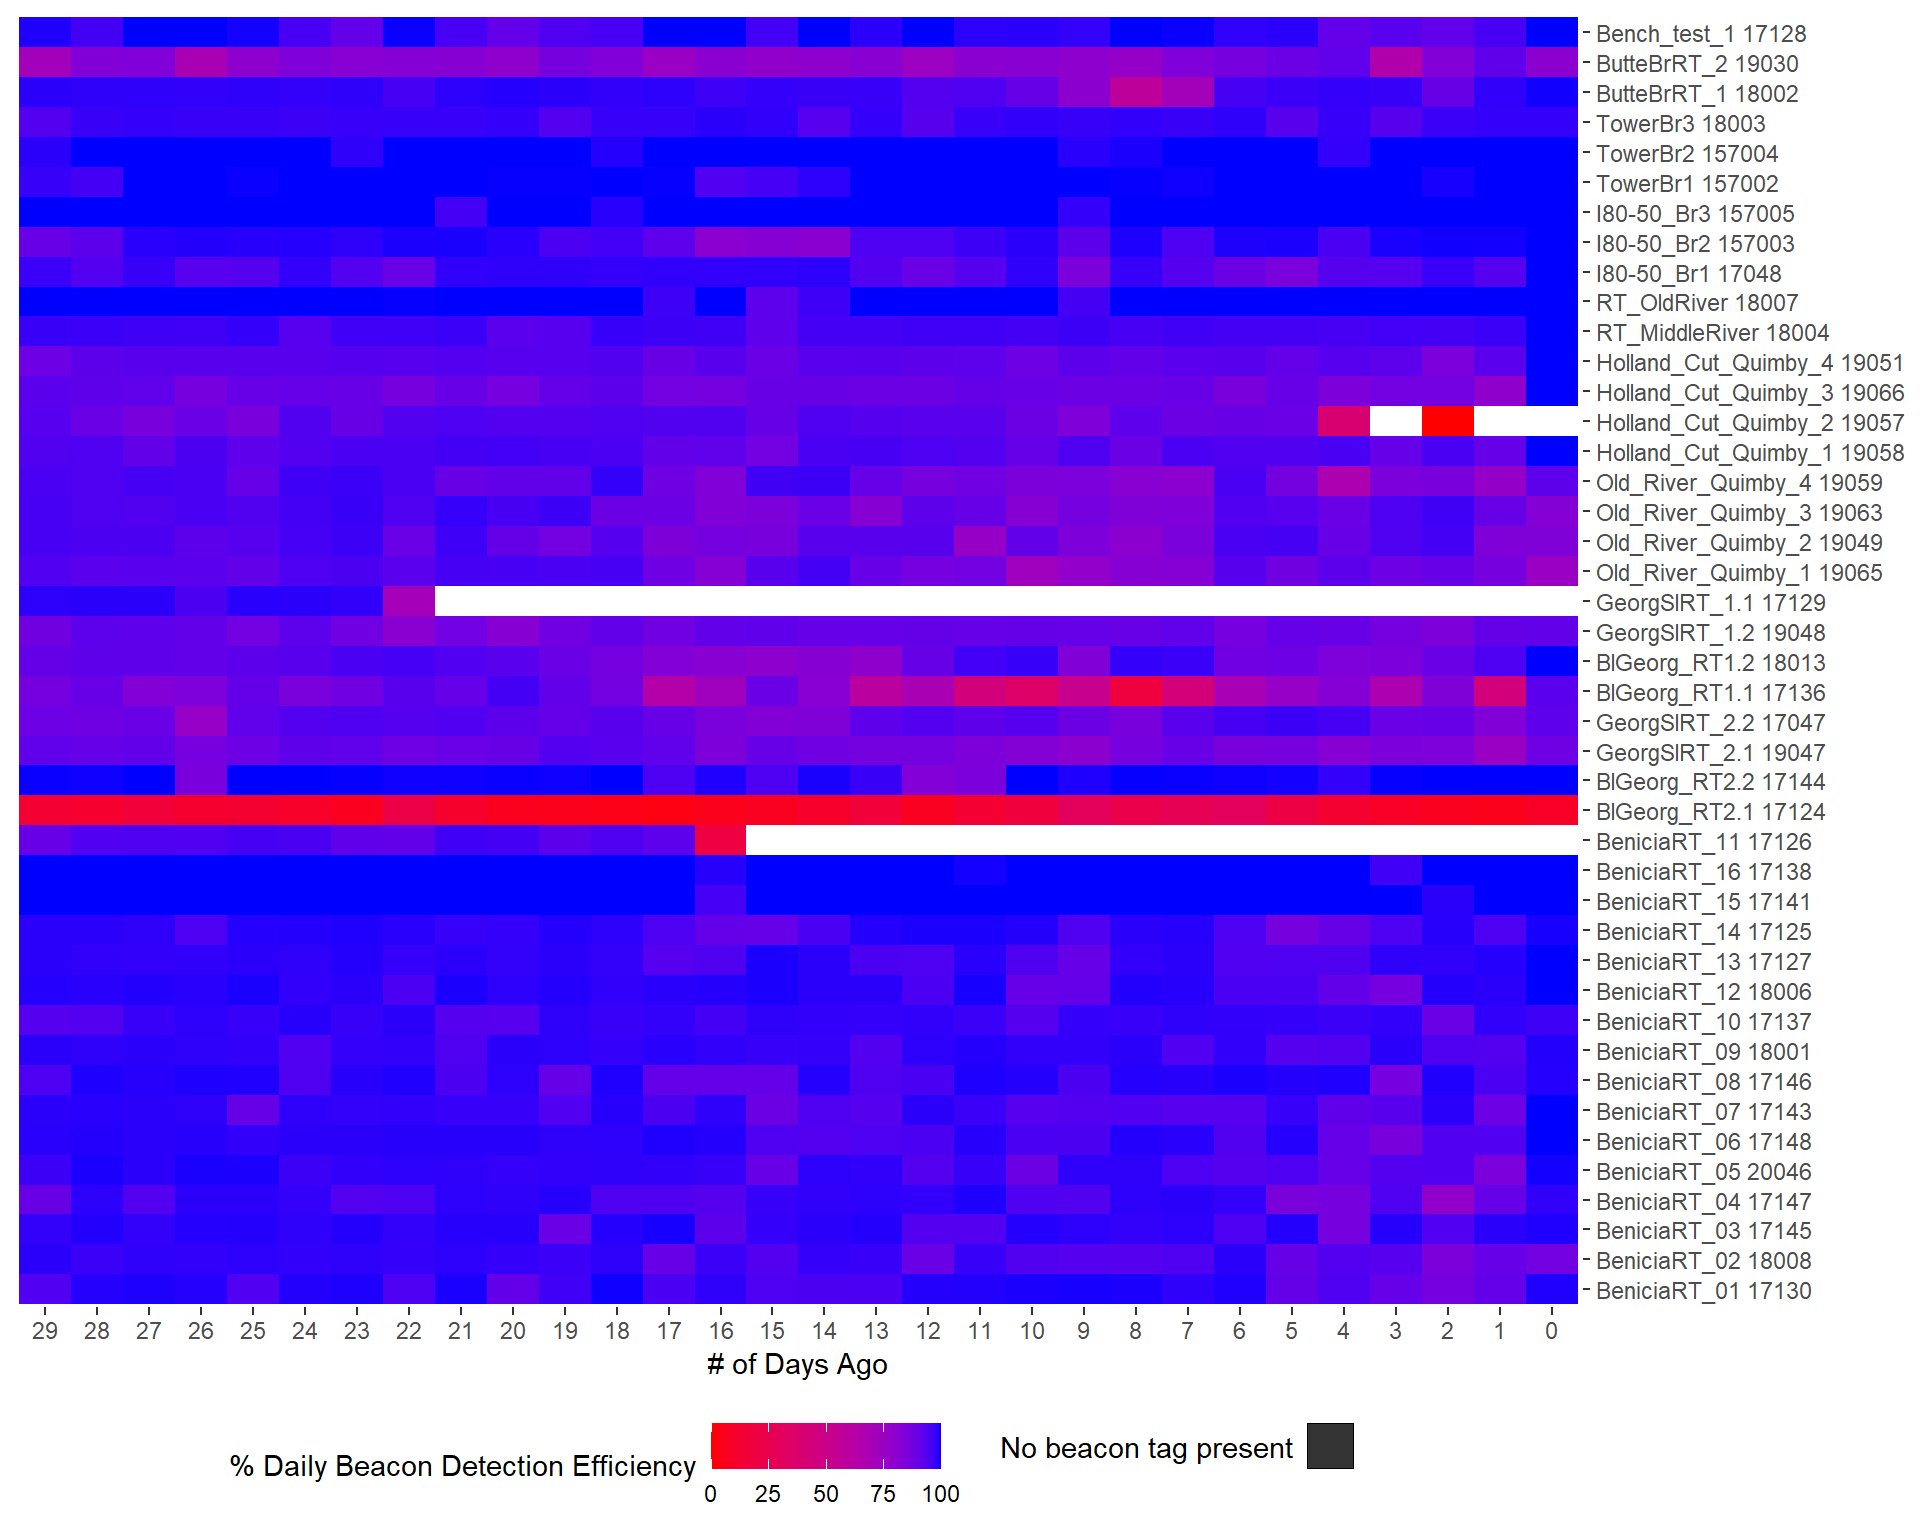 Bench_test_1 17128
ButteBrRT_2 19030
ButteBrRT_1 18002
TowerBr3 18003
TowerBr2 157004
TowerBr1 157002
I80-50_Br3 157005
I80-50_Br2 157003
I80-50_Br1 17048
RT_OldRiver 18007
RT_MiddleRiver 18004
Holland_Cut_Quimby_4 19051
Holland_Cut_Quimby_3 19066
Holland_Cut_Quimby_2 19057
Holland_Cut_Quimby_1 19058
Old_River_Quimby_4 19059
Old_River_Quimby_3 19063
Old_River_Quimby_2 19049
Old_River_Quimby_1 19065
GeorgSlRT_1.1 17129
GeorgSlRT_1.2 19048
BlGeorg_RT1.2 18013
BlGeorg_RT1.1 17136
GeorgSlRT_2.2 17047
GeorgSlRT_2.1 19047
BlGeorg_RT2.2 17144
BlGeorg_RT2.1 17124
BeniciaRT_11 17126
BeniciaRT_16 17138
BeniciaRT_15 17141
BeniciaRT_14 17125
BeniciaRT_13 17127
BeniciaRT_12 18006
BeniciaRT_10 17137
BeniciaRT_09 18001
BeniciaRT_08 17146
BeniciaRT_07 17143
BeniciaRT_06 17148
BeniciaRT_05 20046
BeniciaRT_04 17147
BeniciaRT_03 17145
BeniciaRT_02 18008
BeniciaRT_01 17130
29 28 27 26 25 24 23 22 21 20 19 18 17 16 15 14 13 12 11 10 9 8 7 6 5 4 3 2 1 0
# of Days Ago
% Daily Beacon Detection Efficiency
0 25 50 75 100
No beacon tag present